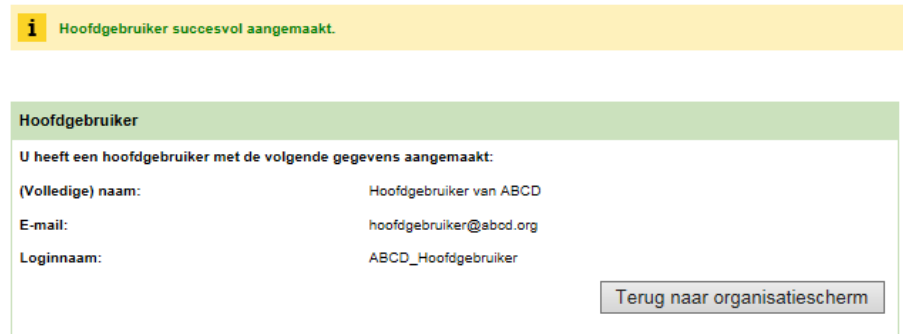 i Hoofdgebruiker succesvol aangemaakt.
Hoofdgebruiker
U heeft een hoofdgebruiker met de volgende gegevens aangemaakt:
(Volledige) naam: Hoofdgebruiker van ABCD
E-mail: hoofdgebruiker@abcd.org
Loginnaam: ABCD_Hoofdgebruiker
Terug naar organisatiescherm